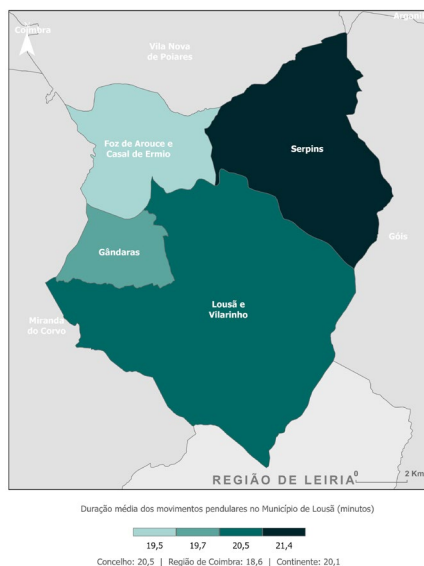 Coimbra
Vila Nova
de Poiares
Foz de Arouce e
Casal de Ermio
Serpins
Góis
Gândaras
Lousã e
Vilarinho
Miranda
do Corvo
REGIÃO DE LEIRIA
0 2 Km
Duração média dos movimentos pendulares no Município de Lousã (minutos)
19,5 19,7 20,5 21,4
Concelho: 20,5 | Região de Coimbra: 18,6 | Continente: 20,1